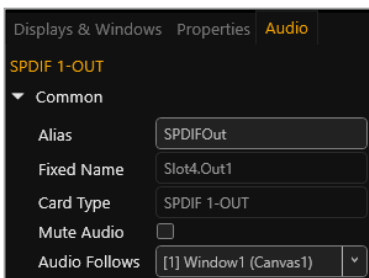 Displays & Windows Properties Audio
SPDIF 1-OUT
Common
Alias SPDIFOut
Fixed Name Slot4.Out1
Card Type SPDIF 1-OUT
Mute Audio
Audio Follows [1] Window1 (Canvas1)